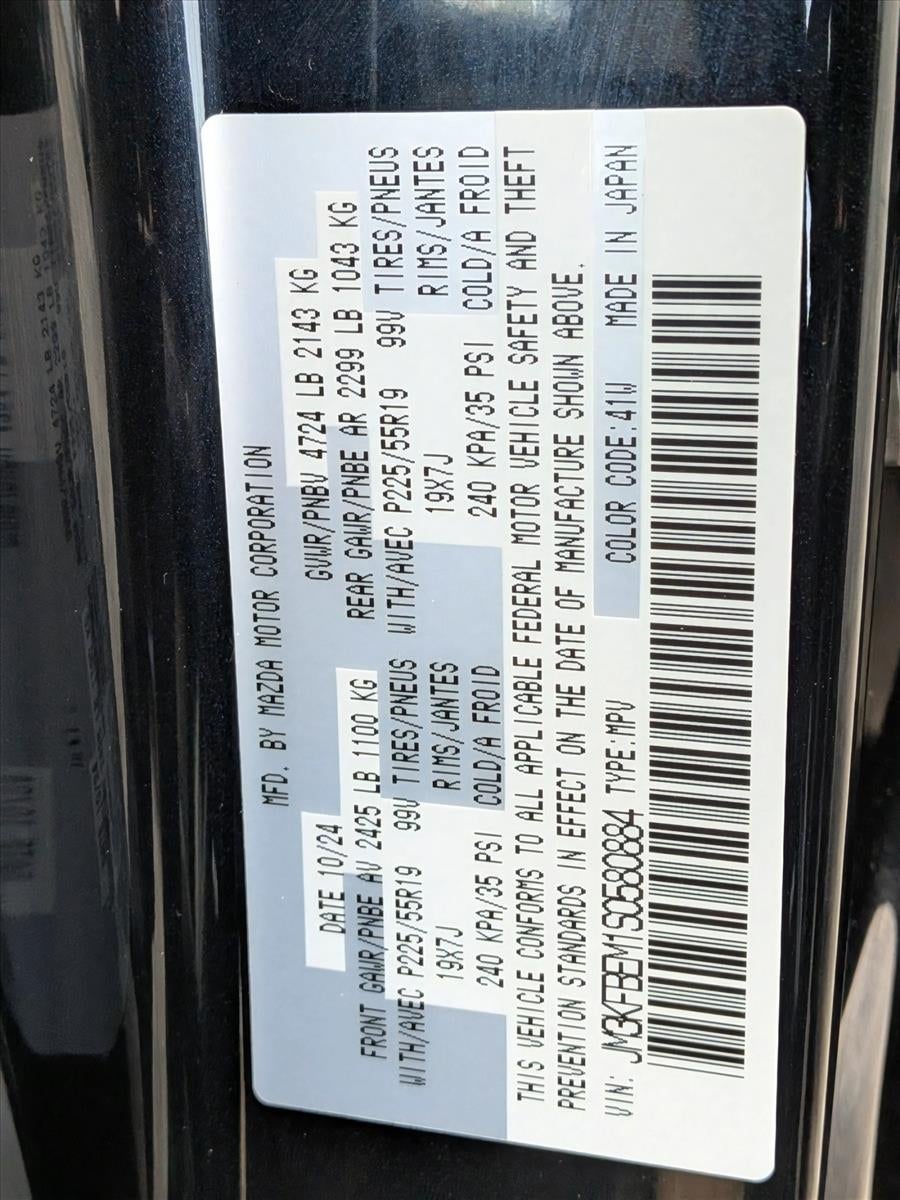 MFD. BY MAZDA MOTOR CORPORATION
DATE 10/24 GVWR/PNBV 4724 LB 2143 KG
FRONT GAWR/PNBE AV 2425 LB 1100 KG REAR GAWR/PNBE AR 2299 LB 1043 KG
WITH/AVEC P225/55R19 99V TIRES/PNEUS WITH/AVEC P225/55R19 99V TIRES/PNEUS
19X7J RIMS/JANTES 19X7J RIMS/JANTES
240 KPA/35 PSI COLD/A FROID 240 KPA/35 PSI COLD/A FROID
THIS VEHICLE CONFORMS TO ALL APPLICABLE FEDERAL MOTOR VEHICLE SAFETY AND THEFT
PREVENTION STANDARDS IN EFFECT ON THE DATE OF MANUFACTURE SHOWN ABOVE.
VIN: JM3KFBEM1S0580884 TYPE:MPV COLOR CODE:41W MADE IN JAPAN